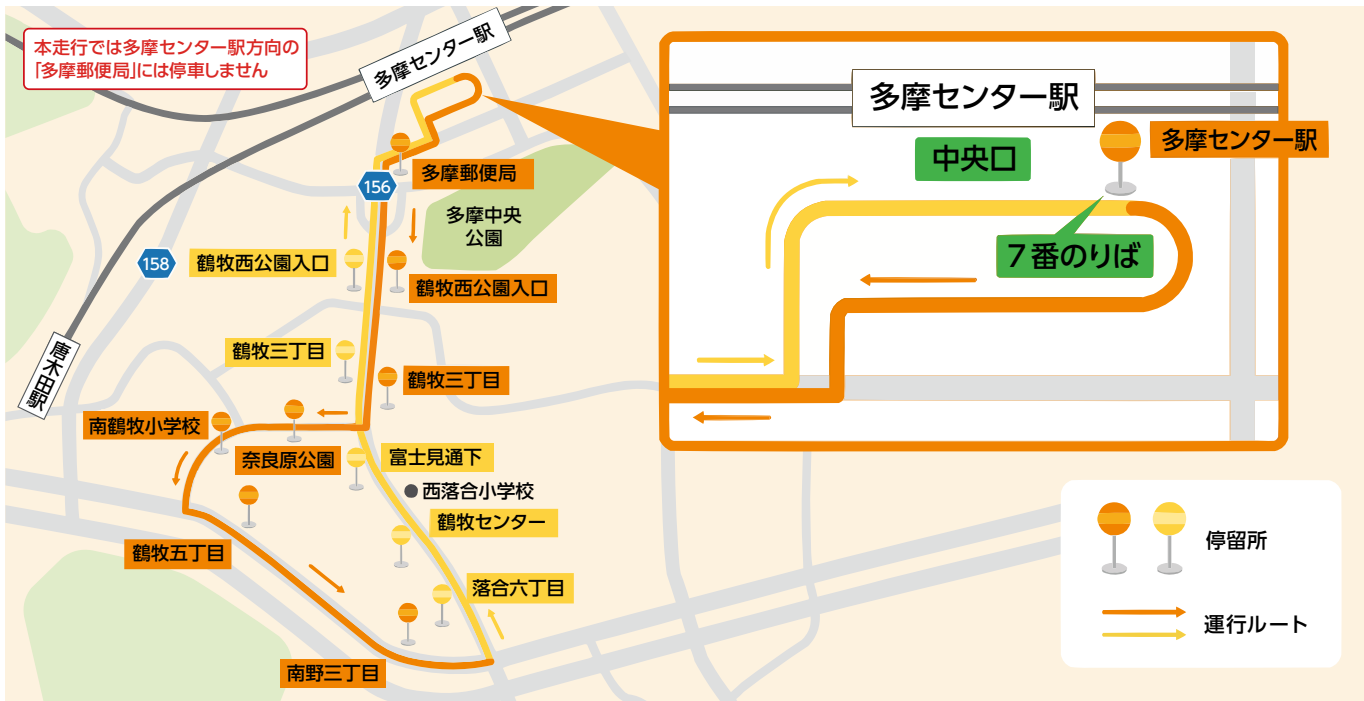 本走行では多摩センター駅方向の
「多摩郵便局」には停車しません
多摩センター駅
多摩郵便局
156
多摩中央
公園
158
鶴牧西公園入口
鶴牧西公園入口
鶴牧三丁目
鶴牧三丁目
唐木田駅
南鶴牧小学校
奈良原公園
富士見通下
西落合小学校
鶴牧センター
鶴牧五丁目
落合六丁目
南野三丁目
多摩センター駅
中央口
多摩センター駅
7番のりば
停留所
運行ルート